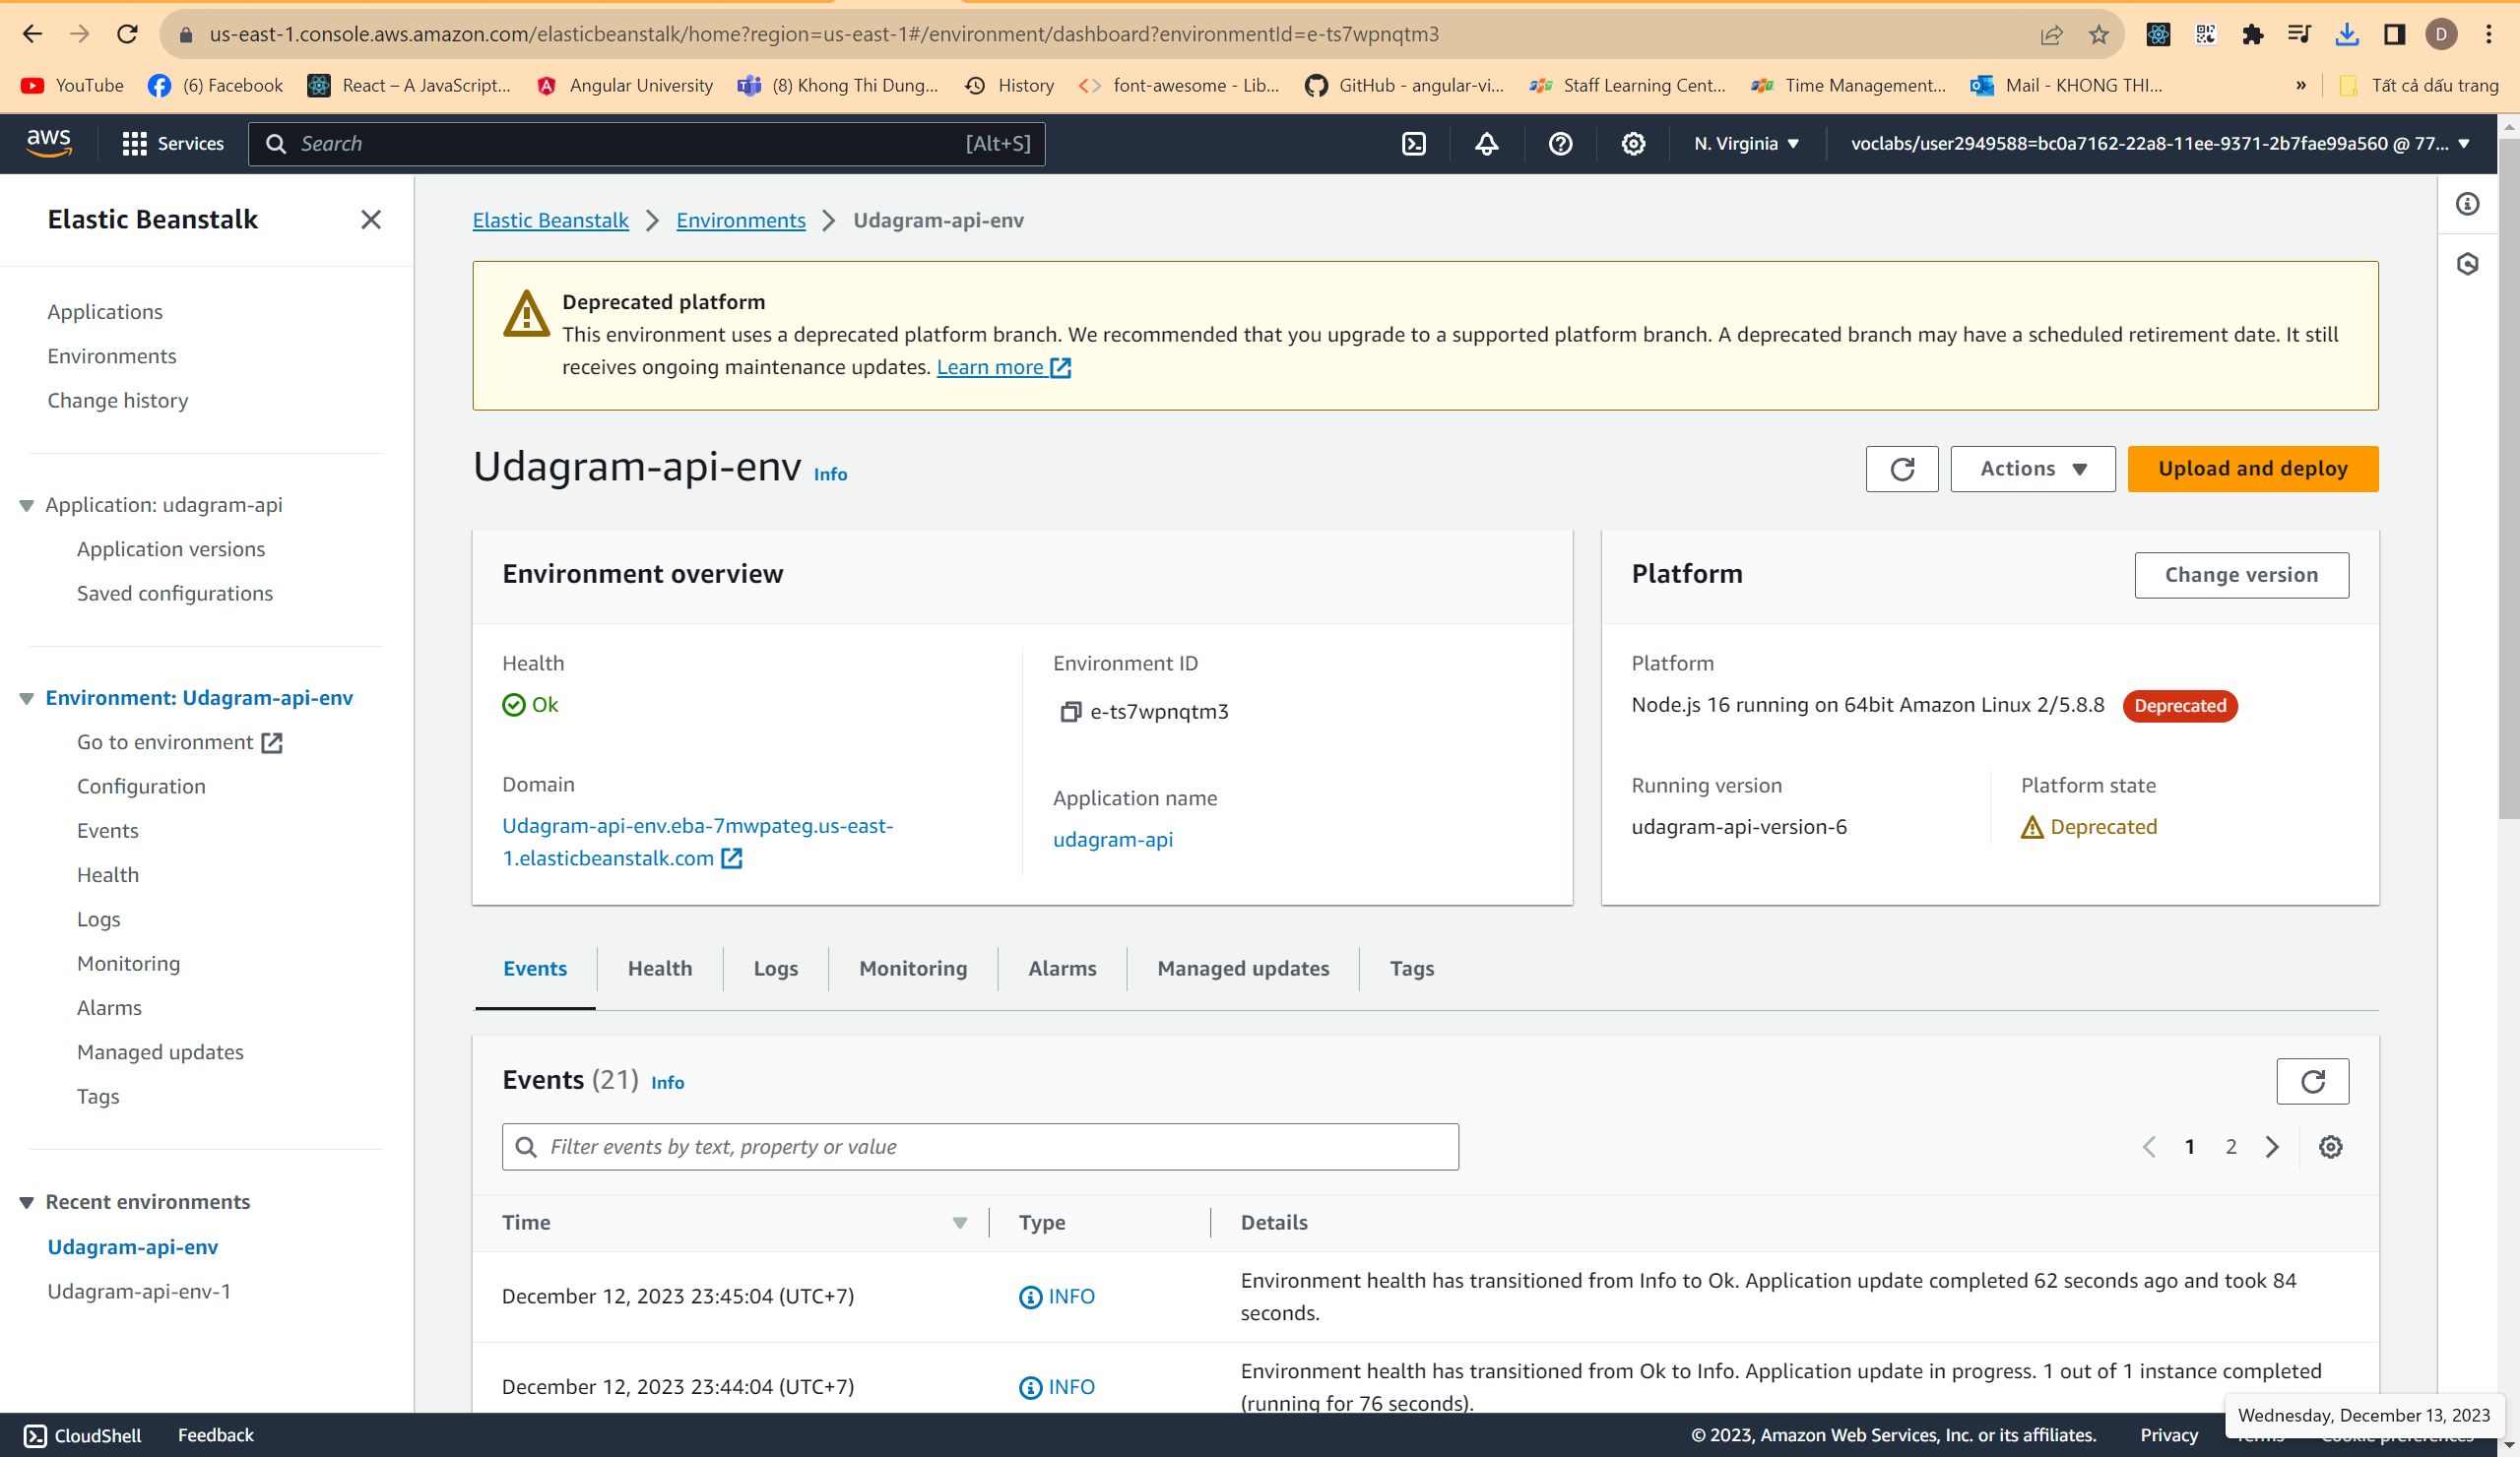 us-east-1.console.aws.amazon.com/elasticbeanstalk/home?region=us-east-1#/environment/dashboard?environmentId=e-ts7wpnqtm3
D
YouTube
(6) Facebook
React – A JavaScript...
Angular University
(8) Khong Thi Dung...
History
font-awesome - Lib...
GitHub - angular-vi...
Staff Learning Cent...
Time Management...
Mail - KHONG THI...
»
Tất cả dấu trang
aws
Services
Search
[Alt+S]
N. Virginia
voclabs/user2949588=bc0a7162-22a8-11ee-9371-2b7fae99a560 @ 77...
Elastic Beanstalk
Applications
Environments
Change history
Application: udagram-api
Application versions
Saved configurations
Environment: Udagram-api-env
Go to environment
Configuration
Events
Health
Logs
Monitoring
Alarms
Managed updates
Tags
Recent environments
Udagram-api-env
Udagram-api-env-1
Elastic Beanstalk
Environments
Udagram-api-env
Deprecated platform
This environment uses a deprecated platform branch. We recommended that you upgrade to a supported platform branch. A deprecated branch may have a scheduled retirement date. It still
receives ongoing maintenance updates. Learn more
Udagram-api-env Info
Actions
Upload and deploy
Environment overview
Health
Ok
Domain
Udagram-api-env.eba-7mwpateg.us-east-
1.elasticbeanstalk.com
Environment ID
e-ts7wpnqtm3
Application name
udagram-api
Platform
Change version
Platform
Node.js 16 running on 64bit Amazon Linux 2/5.8.8 Deprecated
Running version
udagram-api-version-6
Platform state
Deprecated
Events
Health
Logs
Monitoring
Alarms
Managed updates
Tags
Events (21) Info
Filter events by text, property or value
1
2
Time
Type
Details
December 12, 2023 23:45:04 (UTC+7)
INFO
Environment health has transitioned from Info to Ok. Application update completed 62 seconds ago and took 84
seconds.
December 12, 2023 23:44:04 (UTC+7)
INFO
Environment health has transitioned from Ok to Info. Application update in progress. 1 out of 1 instance completed
(running for 76 seconds).
Wednesday, December 13, 2023
CloudShell
Feedback
© 2023, Amazon Web Services, Inc. or its affiliates.
Privacy